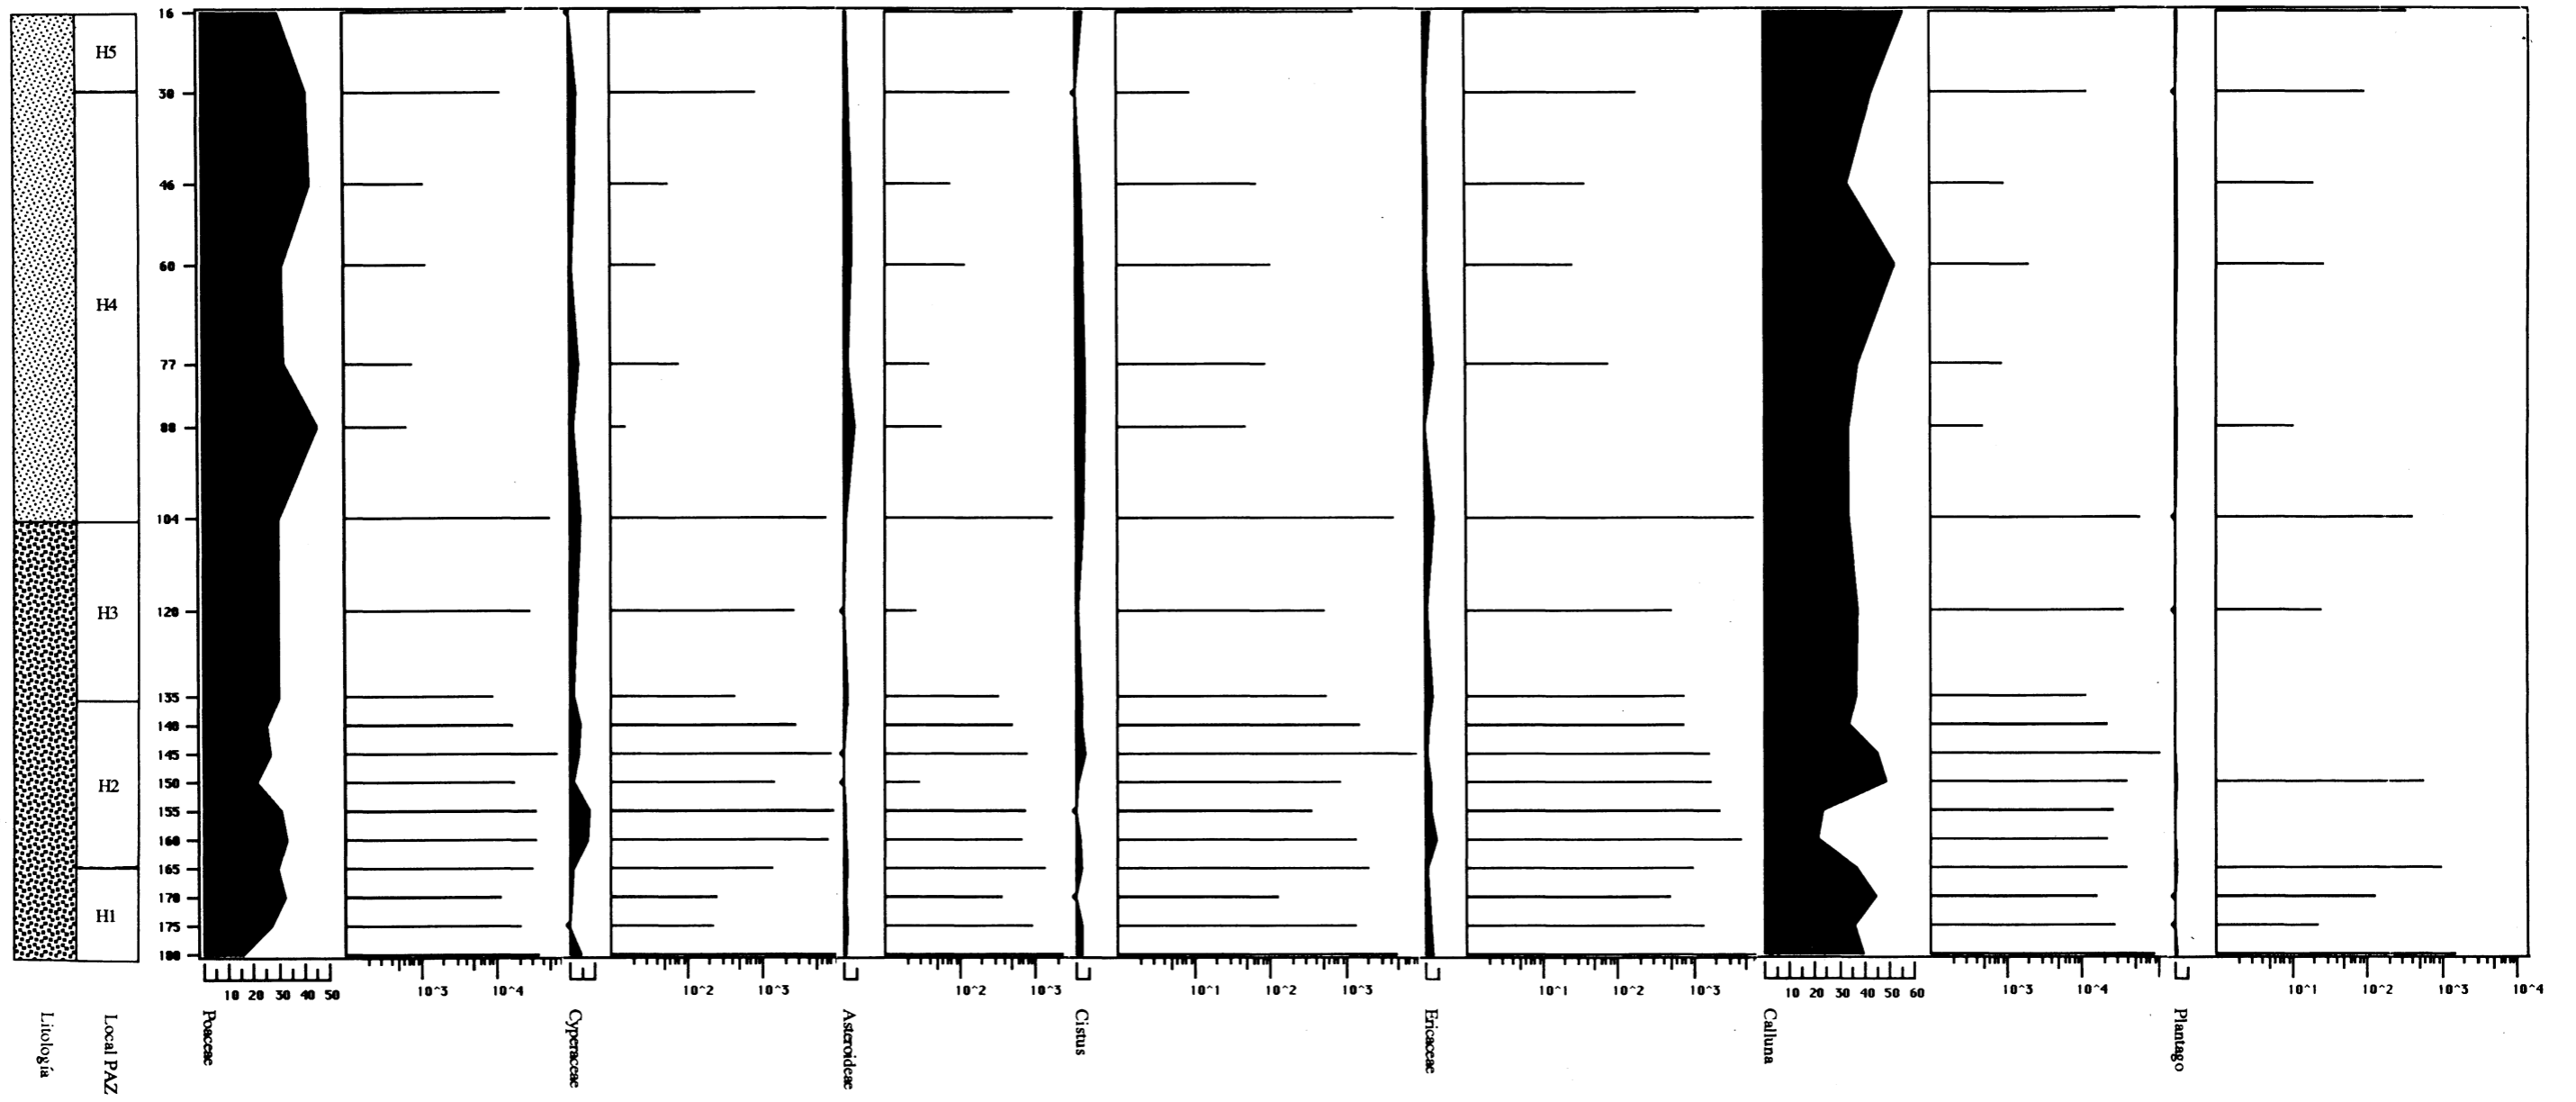 H5
H4
H3
H2
H1
16
30
46
60
77
88
104
120
135
140
145
150
155
160
165
170
175
180
10 20 30 40 50
10^3 10^4
10^2 10^3
10^2 10^3
10^1 10^2 10^3
10^1 10^2 10^3
10 20 30 40 50 60
10^3 10^4
10^1 10^2 10^3 10^4
Litología
Local PAZ
Poaceae
Cyperaceae
Asteroideae
Cistus
Ericaceae
Calluna
Plantago